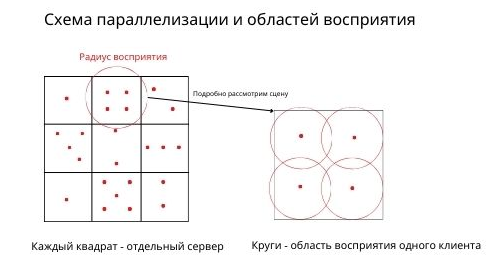 Схема параллелизации и областей восприятия
Радиус восприятия
Подробно рассмотрим сцену
Каждый квадрат - отдельный сервер
Круги - область восприятия одного клиента